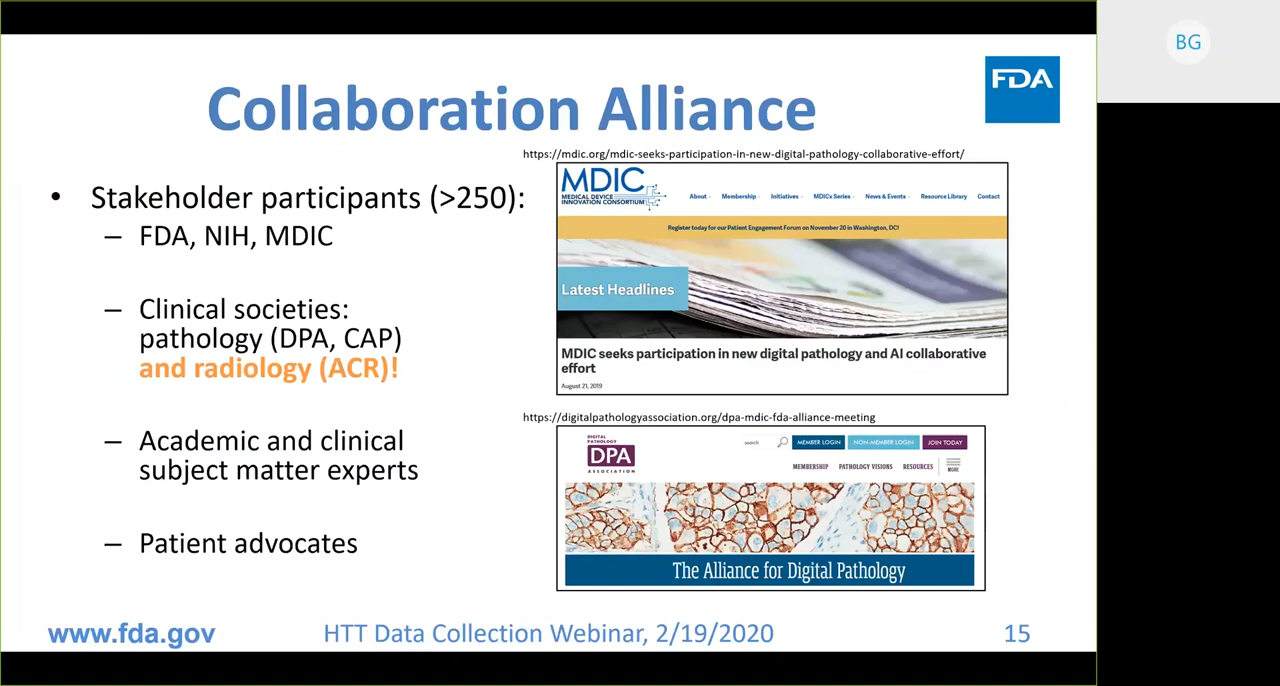 BG
FDA
Collaboration Alliance
https://mdic.org/mdic-seeks-participation-in-new-digital-pathology-collaborative-effort/
• Stakeholder participants (>250):
– FDA, NIH, MDIC
– Clinical societies:
pathology (DPA, CAP)
and radiology (ACR)!
– Academic and clinical
subject matter experts
– Patient advocates
MDIC
MEDICAL DEVICE
INNOVATION CONSORTIUM
About Membership Initiatives MDICx Series News & Events Resource Library Contact
Register today for our Patient Engagement Forum on November 20 in Washington, DC!
Latest Headlines
MDIC seeks participation in new digital pathology and AI collaborative
effort
August 21, 2019
https://digitalpathologyassociation.org/dpa-mdic-fda-alliance-meeting
DIGITAL
PATHOLOGY
DPA
ASSOCIATION
search MEMBER LOGIN NON-MEMBER LOGIN JOIN TODAY
MEMBERSHIP PATHOLOGY VISIONS RESOURCES MORE
The Alliance for Digital Pathology
www.fda.gov HTT Data Collection Webinar, 2/19/2020 15